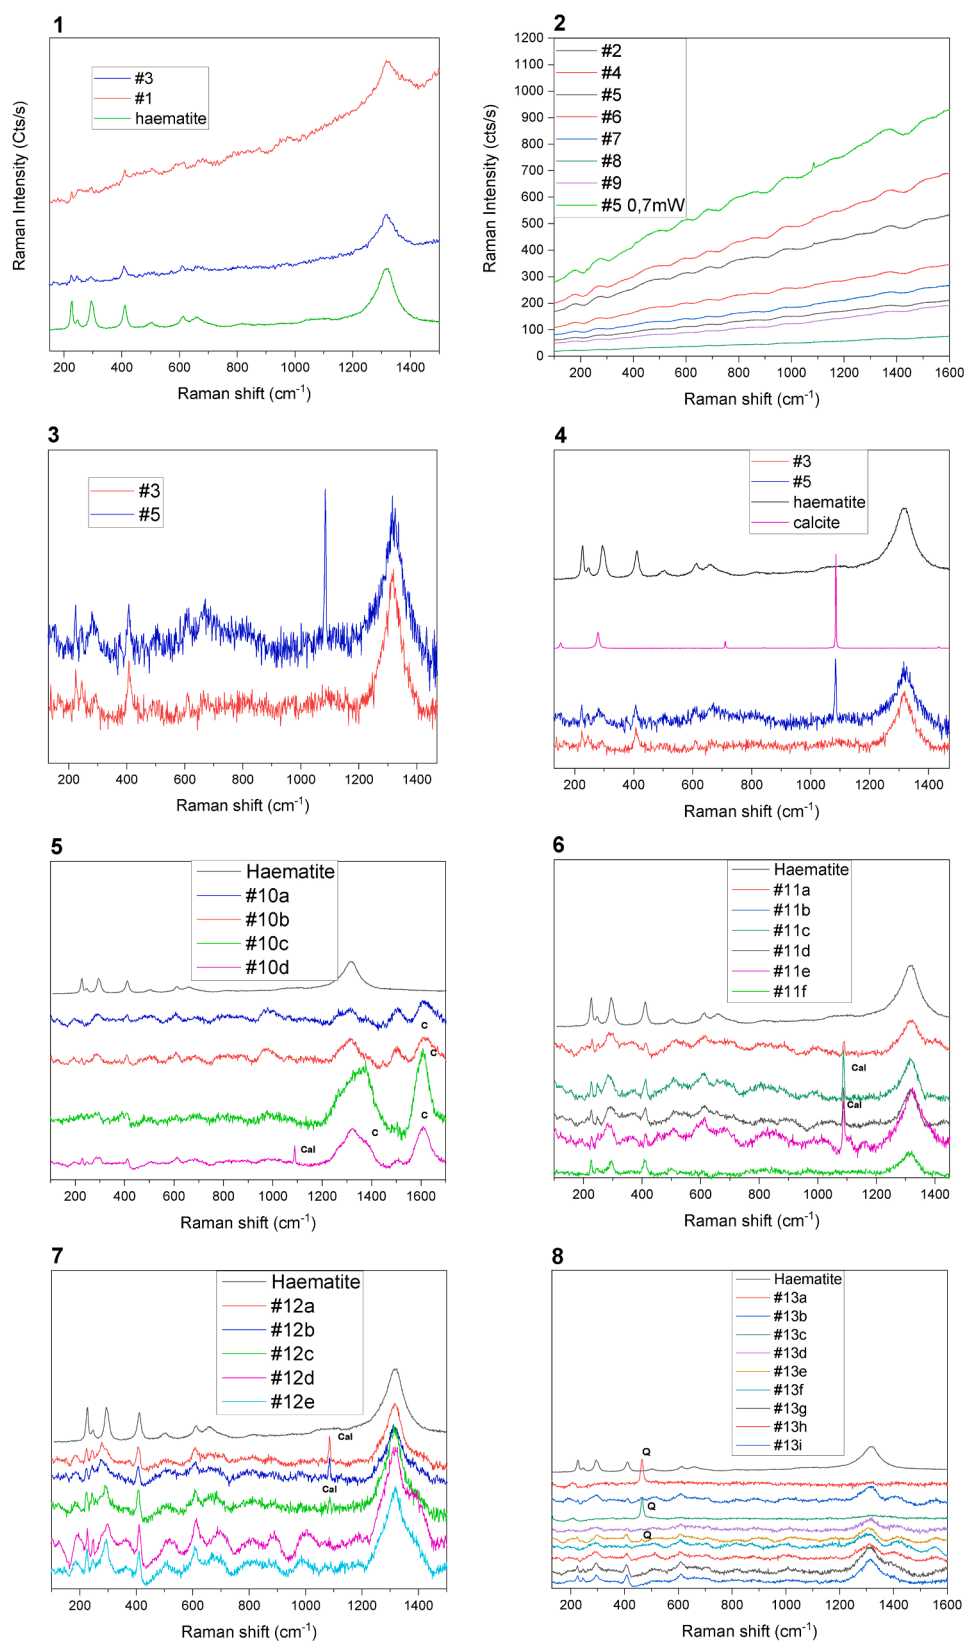 1
#3
#1
haematite
Raman Intensity (Cts/s)
200 400 600 800 1000 1200 1400
Raman shift (cm-1)
2
#2
#4
#5
#6
#7
#8
#9
#5 0,7mW
Raman Intensity (cts/s)
1200
1100
1000
900
800
700
600
500
400
300
200
100
0
200 400 600 800 1000 1200 1400 1600
Raman shift (cm-1)
3
#3
#5
200 400 600 800 1000 1200 1400
Raman shift (cm-1)
4
#3
#5
haematite
calcite
200 400 600 800 1000 1200 1400
Raman shift (cm-1)
5
Haematite
#10a
#10b
#10c
#10d
C
C
C
C
Cal
200 400 600 800 1000 1200 1400 1600
Raman shift (cm-1)
6
Haematite
#11a
#11b
#11c
#11d
#11e
#11f
Cal
Cal
200 400 600 800 1000 1200 1400
Raman shift (cm-1)
7
Haematite
#12a
#12b
#12c
#12d
#12e
Cal
Cal
200 400 600 800 1000 1200 1400
Raman shift (cm-1)
8
Haematite
#13a
#13b
#13c
#13d
#13e
#13f
#13g
#13h
#13i
Q
Q
Q
200 400 600 800 1000 1200 1400 1600
Raman shift (cm-1)